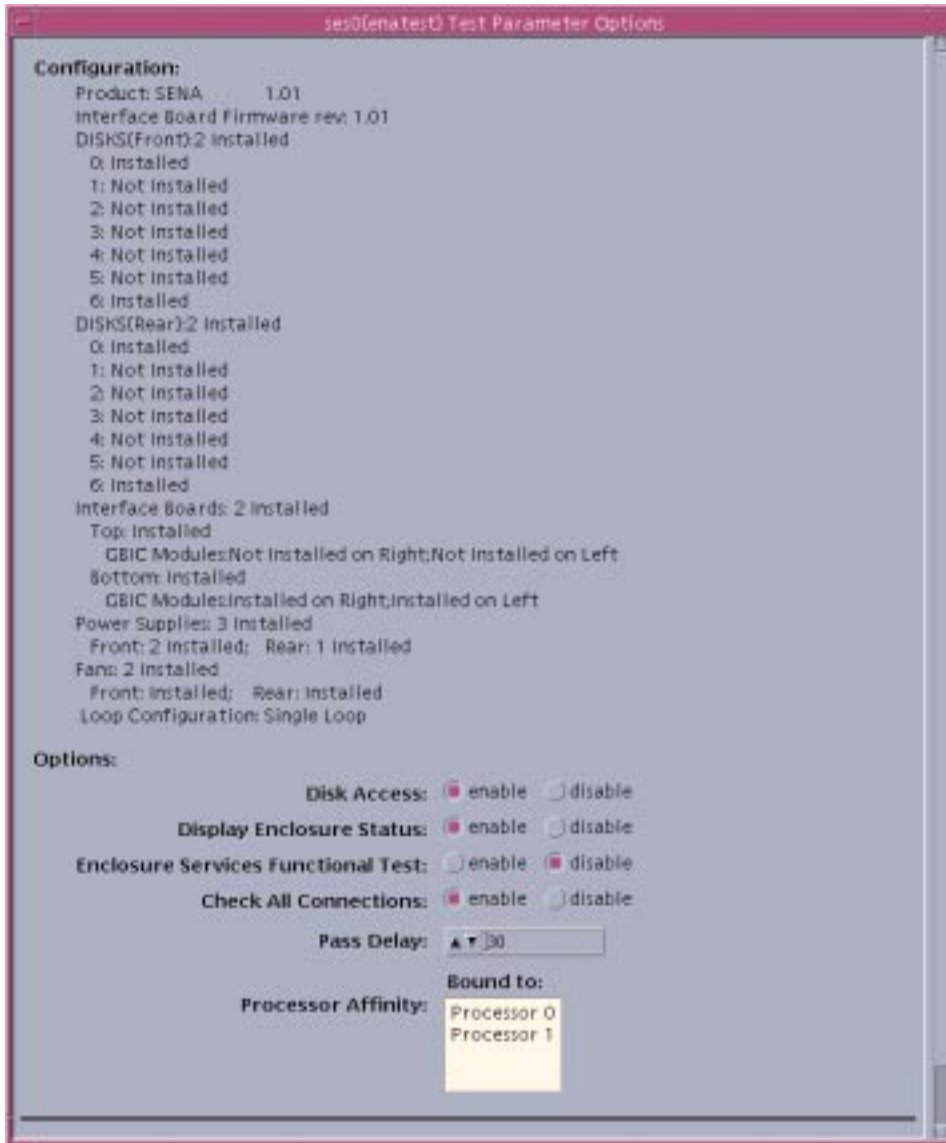 ses0(enatest) Test Parameter Options
Configuration:
Product: SENA 1.01
Interface Board Firmware rev: 1.01
DISKS(Front):2 Installed
0: Installed
1: Not Installed
2: Not Installed
3: Not Installed
4: Not Installed
5: Not Installed
6: Installed
DISKS(Rear):2 Installed
0: Installed
1: Not Installed
2: Not Installed
3: Not Installed
4: Not Installed
5: Not Installed
6: Installed
Interface Boards: 2 Installed
Top: Installed
GBIC Modules:Not Installed on Right;Not Installed on Left
Bottom: Installed
GBIC Modules:Installed on Right;Installed on Left
Power Supplies: 3 Installed
Front: 2 Installed; Rear: 1 Installed
Fans: 2 Installed
Front: Installed; Rear: Installed
Loop Configuration: Single Loop
Options:
Disk Access: enable disable
Display Enclosure Status: enable disable
Enclosure Services Functional Test: enable disable
Check All Connections: enable disable
Pass Delay: ▲ ▼ 30
Bound to:
Processor Affinity:
Processor 0
Processor 1